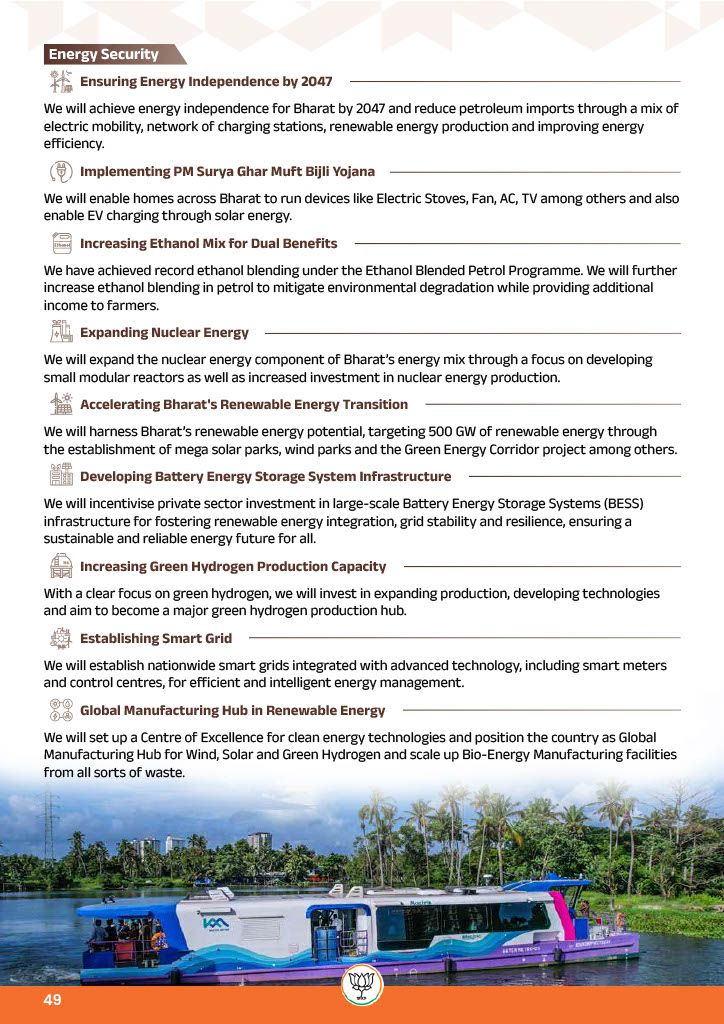 Energy Security
Ensuring Energy Independence by 2047
We will achieve energy independence for Bharat by 2047 and reduce petroleum imports through a mix of
electric mobility, network of charging stations, renewable energy production and improving energy
efficiency.
Implementing PM Surya Ghar Muft Bijli Yojana
We will enable homes across Bharat to run devices like Electric Stoves, Fan, AC, TV among others and also
enable EV charging through solar energy.
Increasing Ethanol Mix for Dual Benefits
We have achieved record ethanol blending under the Ethanol Blended Petrol Programme. We will further
increase ethanol blending in petrol to mitigate environmental degradation while providing additional
income to farmers.
Expanding Nuclear Energy
We will expand the nuclear energy component of Bharat's energy mix through a focus on developing
small modular reactors as well as increased investment in nuclear energy production.
Accelerating Bharat's Renewable Energy Transition
We will harness Bharat's renewable energy potential, targeting 500 GW of renewable energy through
the establishment of mega solar parks, wind parks and the Green Energy Corridor project among others.
Developing Battery Energy Storage System Infrastructure
We will incentivise private sector investment in large-scale Battery Energy Storage Systems (BESS)
infrastructure for fostering renewable energy integration, grid stability and resilience, ensuring a
sustainable and reliable energy future for all.
Increasing Green Hydrogen Production Capacity
With a clear focus on green hydrogen, we will invest in expanding production, developing technologies
and aim to become a major green hydrogen production hub.
Establishing Smart Grid
We will establish nationwide smart grids integrated with advanced technology, including smart meters
and control centres, for efficient and intelligent energy management.
Global Manufacturing Hub in Renewable Energy
We will set up a Centre of Excellence for clean energy technologies and position the country as Global
Manufacturing Hub for Wind, Solar and Green Hydrogen and scale up Bio-Energy Manufacturing facilities
from all sorts of waste.
49